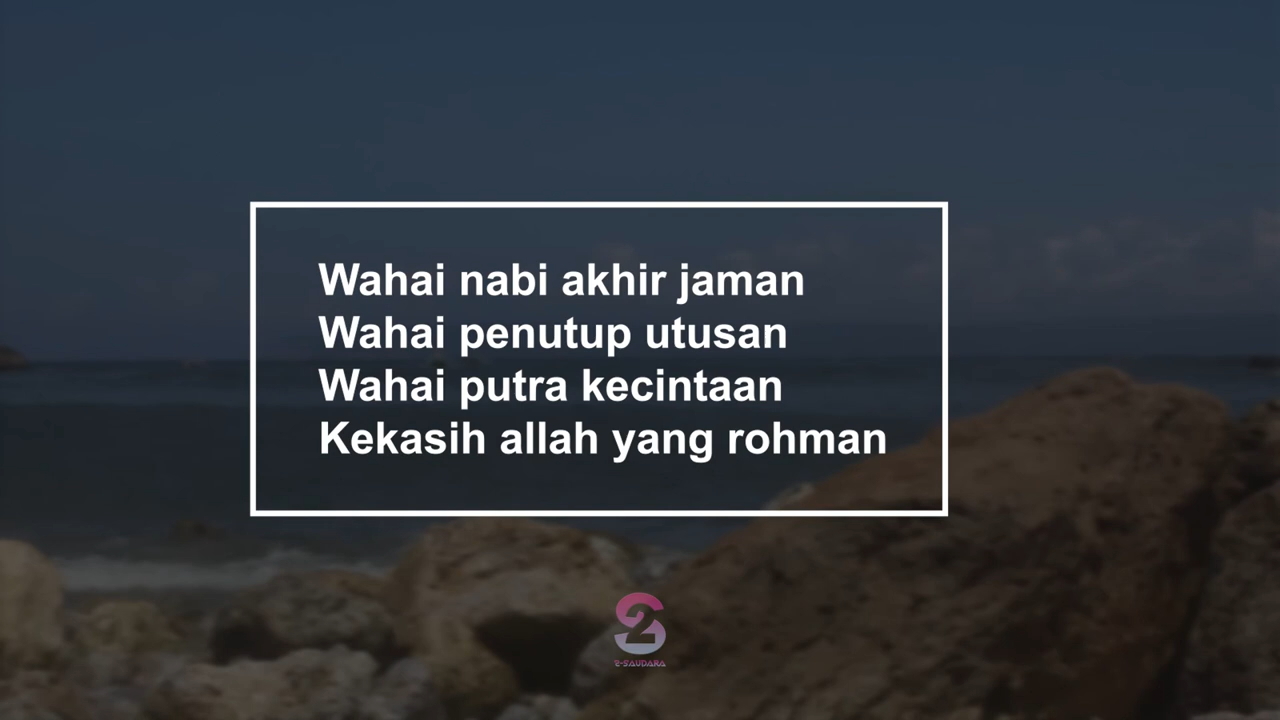 Wahai nabi akhir jaman
Wahai penutup utusan
Wahai putra kecintaan
Kekasih allah yang rohman
2-SAUDARA